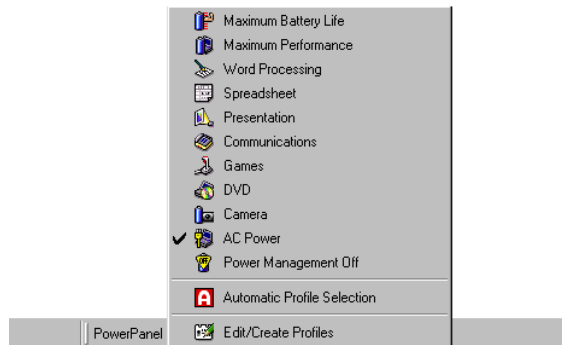 Maximum Battery Life
Maximum Performance
Word Processing
Spreadsheet
Presentation
Communications
Games
DVD
Camera
AC Power
OFF
Power Management Off
A Automatic Profile Selection
PowerPanel Edit/Create Profiles